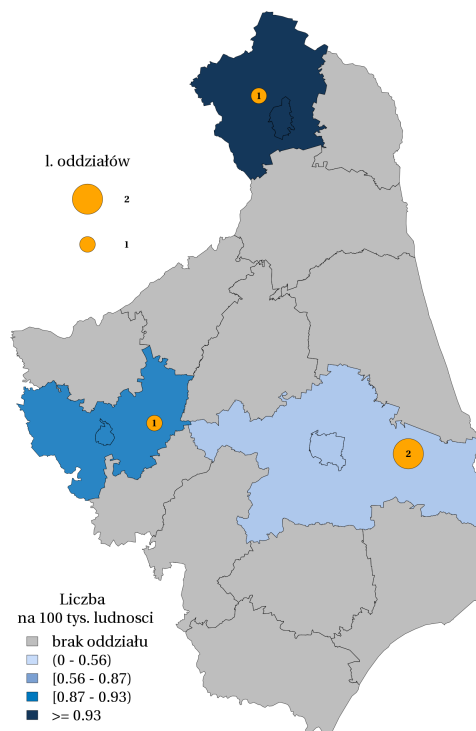 1
l. oddziałów
2
1
1
2
Liczba
na 100 tys. ludnosci
brak oddziału
(0 - 0.56)
[0.56 - 0.87)
[0.87 - 0.93)
>= 0.93